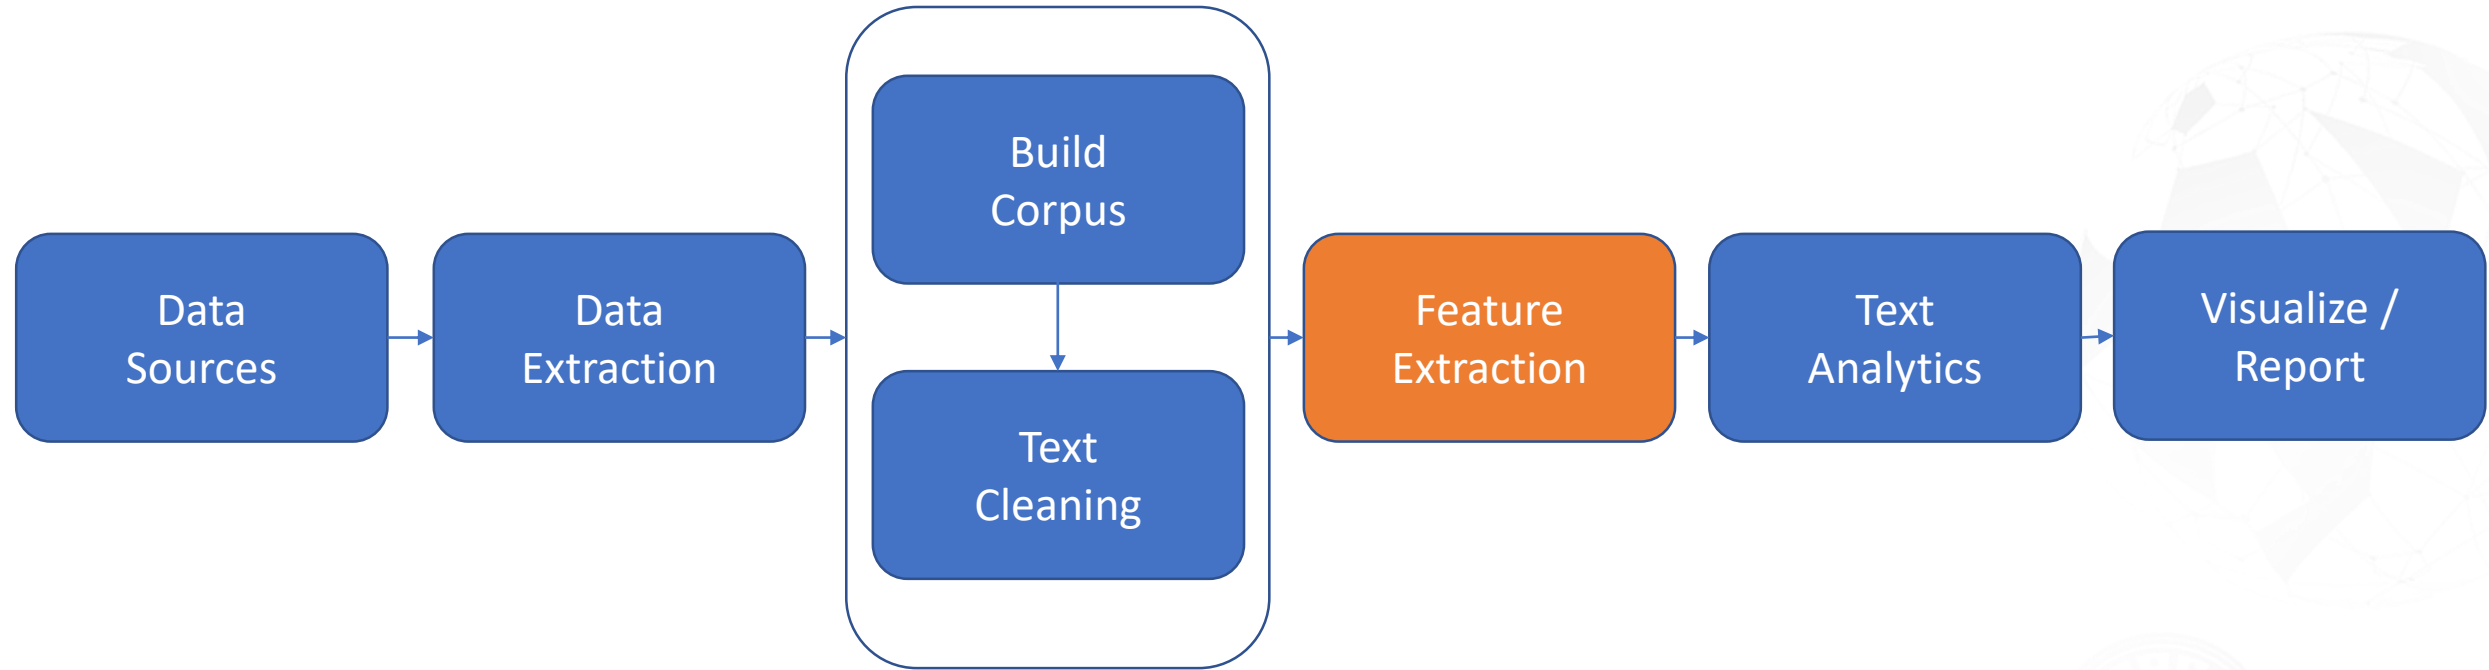 Data
Sources
Data
Extraction
Build
Corpus
Text
Cleaning
Feature
Extraction
Text
Analytics
Visualize /
Report